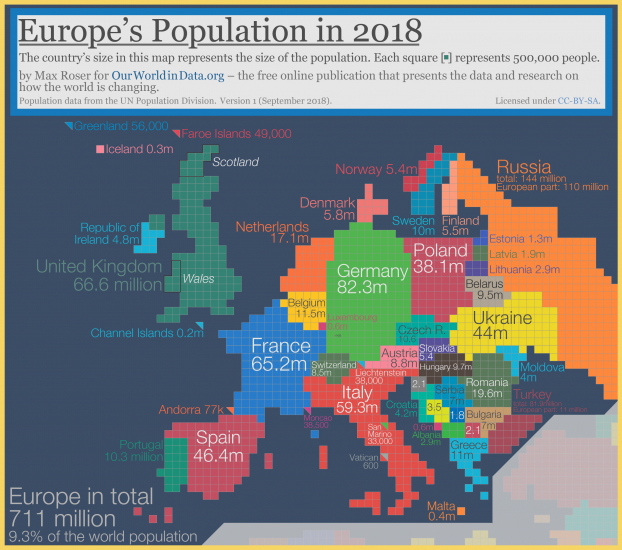 Europe's Population in 2018
The country's size in this map represents the size of the population. Each square [ ] represents 500,000 people.
by Max Roser for OurWorldinData.org – the free online publication that presents the data and research on
how the world is changing.
Population data from the UN Population Division. Version 1 (September 2018).
Licensed under CC-BY-SA.
Greenland 56,000
Faroe Islands 49,000
Iceland 0.3m
Scotland
Norway 5.4m
Russia
total: 144 million
European part: 110 million
Denmark
5.8m
Sweden
10m
Finland
5.5m
Republic of
Ireland 4.8m
Netherlands
17.1m
Estonia 1.3m
Latvia 1.9m
Lithuania 2.9m
Poland
38.1m
United Kingdom
66.6 million
Wales
Germany
82.3m
Belarus
9.5m
Belgium
11.5m
Luxembourg
Ukraine
44m
Channel Islands 0.2m
Czech R.
10.6
France
65.2m
Slovakia
5.4
Austria
8.8m
Switzerland
8.5m
Hungary 9.7m
Moldova
4m
Liechtenstein
38,000
Romania
19.6m
2.1
Serbia
7m
Italy
59.3m
Croatia
4.2m
3.5
1.8
Bulgaria
7m
Turkey
Andorra 77k
Monaco
38,500
Spain
46.4m
San
Marino
33,000
0.6m
Albania
2.9m
2.1
Portugal
10.3 million
Greece
11m
Vatican
600
Europe in total
711 million
9.3% of the world population
Malta
0.4m